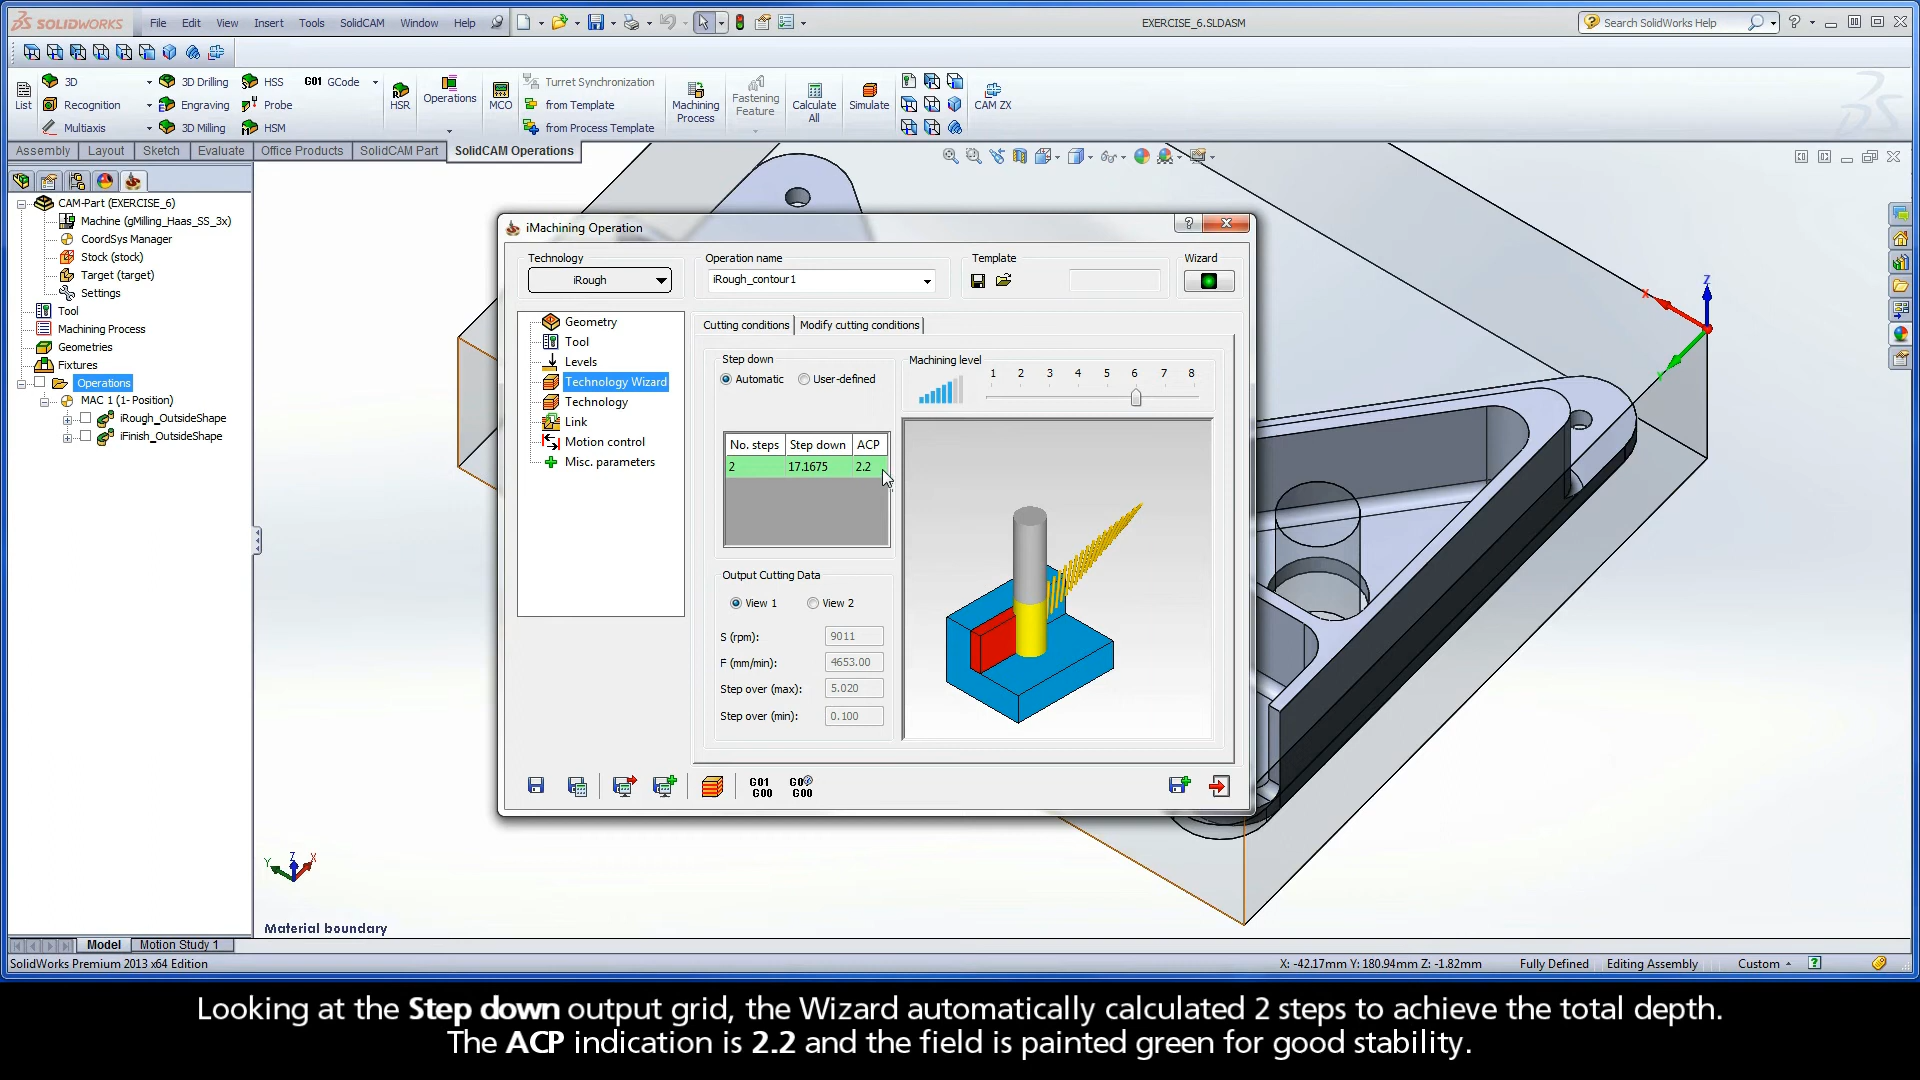 SOLIDWORKS File Edit View Insert Tools SolidCAM Window Help EXERCISE_6.SLDASM Search SolidWorks Help
3D 3D Drilling HSS G01 GCode Turret Synchronization
List Recognition Engraving Probe HSR Operations MCO from Template Machining Process Fastening Feature Calculate All Simulate CAM ZX
Multiaxis 3D Milling HSM from Process Template
Assembly Layout Sketch Evaluate Office Products SolidCAM Part SolidCAM Operations
CAM-Part (EXERCISE_6)
Machine (gMilling_Haas_SS_3x)
CoordSys Manager
Stock (stock)
Target (target)
Settings
Tool
Machining Process
Geometries
Fixtures
Operations
MAC 1 (1- Position)
iRough_OutsideShape
iFinish_OutsideShape
iMachining Operation
Technology Operation name Template Wizard
iRough iRough_contour1
Geometry
Tool
Levels
Technology Wizard
Technology
Link
Motion control
Misc. parameters
Cutting conditions Modify cutting conditions
Step down Machining level
Automatic User-defined 1 2 3 4 5 6 7 8
No. steps Step down ACP
2 17.1675 2.2
Output Cutting Data
View 1 View 2
S (rpm): 9011
F (mm/min): 4653.00
Step over (max): 5.020
Step over (min): 0.100
G01 G00 G00
Z X Y
Y Z X
Material boundary
Model Motion Study 1
SolidWorks Premium 2013 x64 Edition X: -42.17mm Y: 180.94mm Z: -1.82mm Fully Defined Editing Assembly Custom
Looking at the Step down output grid, the Wizard automatically calculated 2 steps to achieve the total depth.
The ACP indication is 2.2 and the field is painted green for good stability.